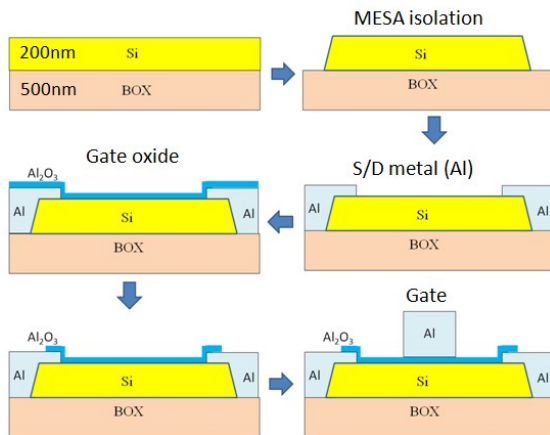 200nm Si
500nm BOX
MESA isolation
Si
BOX
S/D metal (Al)
Al Al
Si
BOX
Gate oxide
Al₂O₃
Al Al
Si
BOX
Al₂O₃
Al Al
Si
BOX
Gate
Al
Al₂O₃
Al Al
Si
BOX